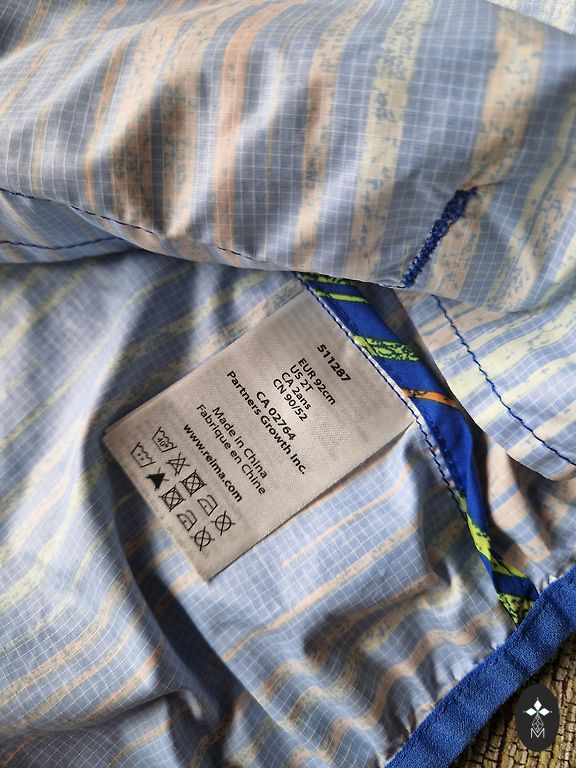 511287
EUR 92cm
US 2T
CA 2ans
CN 90/52
CA 02764
Partners Growth Inc.
Made in China
Fabrique en Chine
www.reima.com
40°
M